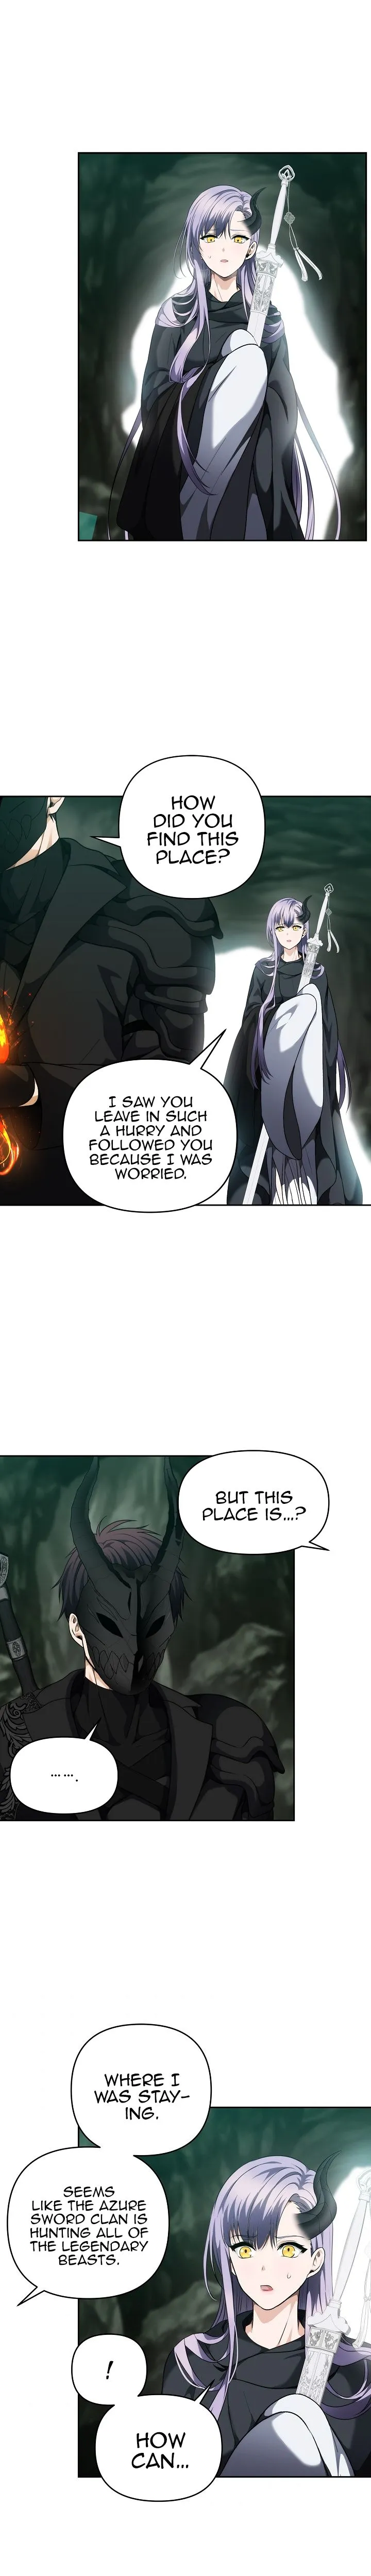 HOW
DID YOU
FIND THIS
PLACE?
I SAW YOU
LEAVE IN SUCH
A HURRY AND
FOLLOWED YOU
BECAUSE I WAS
WORRIED.
BUT THIS
PLACE IS...?
.......
WHERE I
WAS STAY-
ING.
SEEMS
LIKE THE AZURE
SWORD CLAN IS
HUNTING ALL OF
THE LEGENDARY
BEASTS.
!
HOW
CAN...